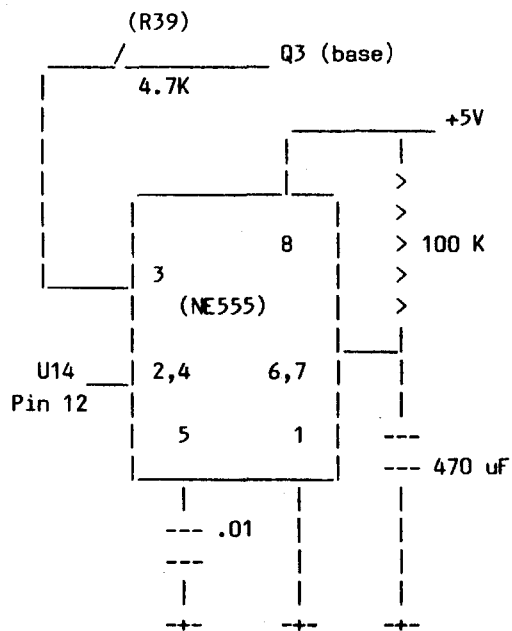 (R39)
Q3 (base)
4.7K
+5V
8
100 K
3
(NE555)
U14
Pin 12
2,4
6,7
5
1
470 uF
.01